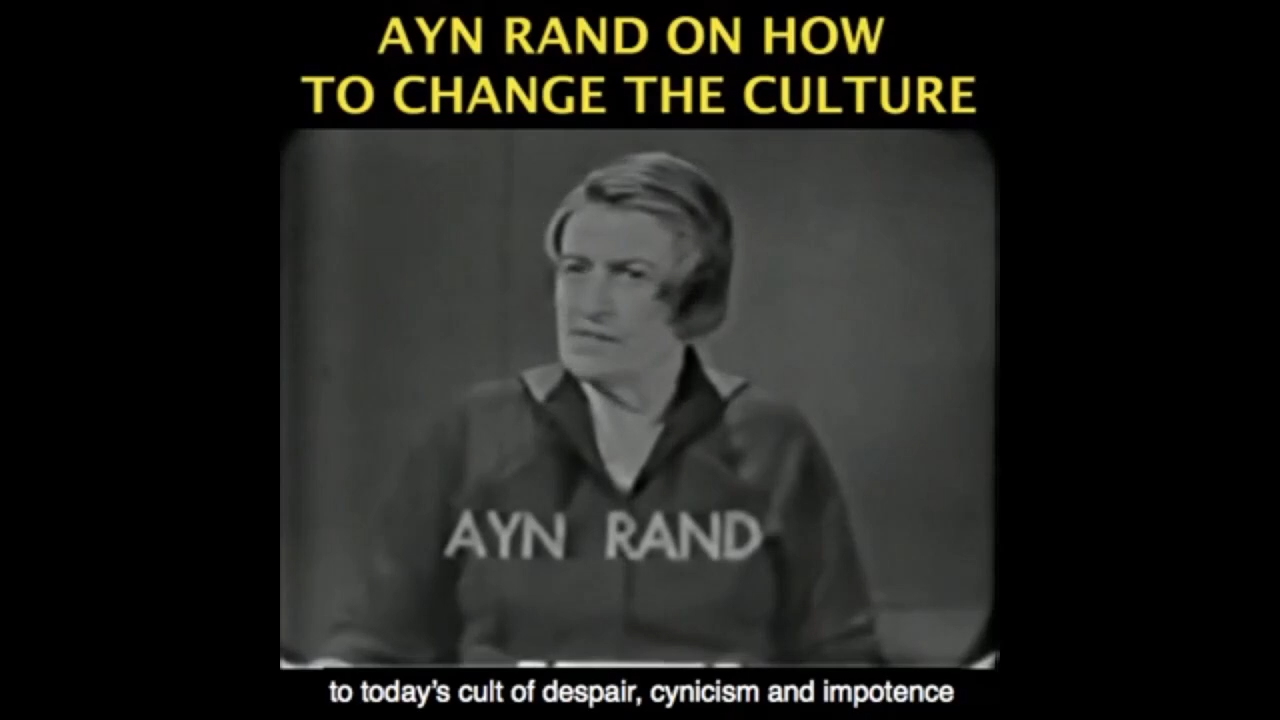 AYN RAND ON HOW
TO CHANGE THE CULTURE
AYN RAND
to today's cult of despair, cynicism and impotence